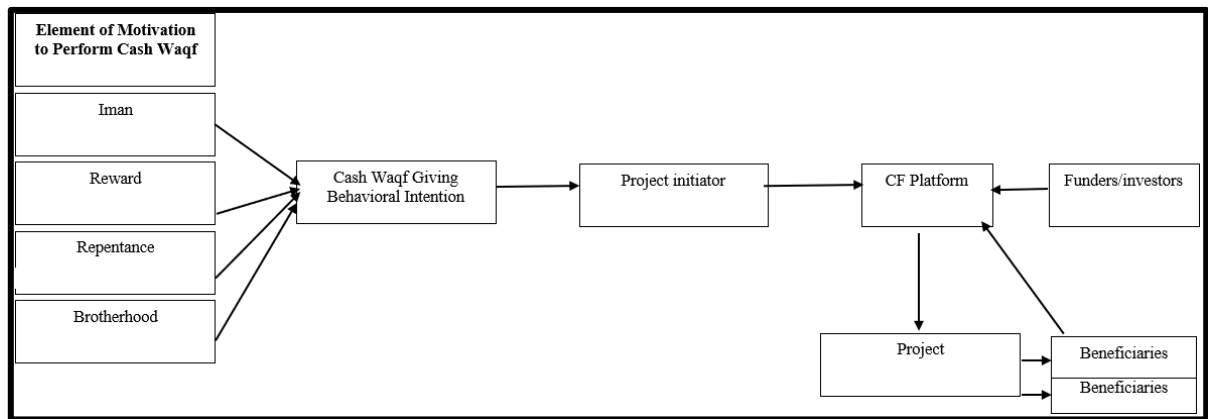 Element of Motivation
to Perform Cash Waqf
Iman
Reward
Repentance
Brotherhood
Cash Waqf Giving
Behavioral Intention
Project initiator
CF Platform
Funders/investors
Project
Beneficiaries
Beneficiaries